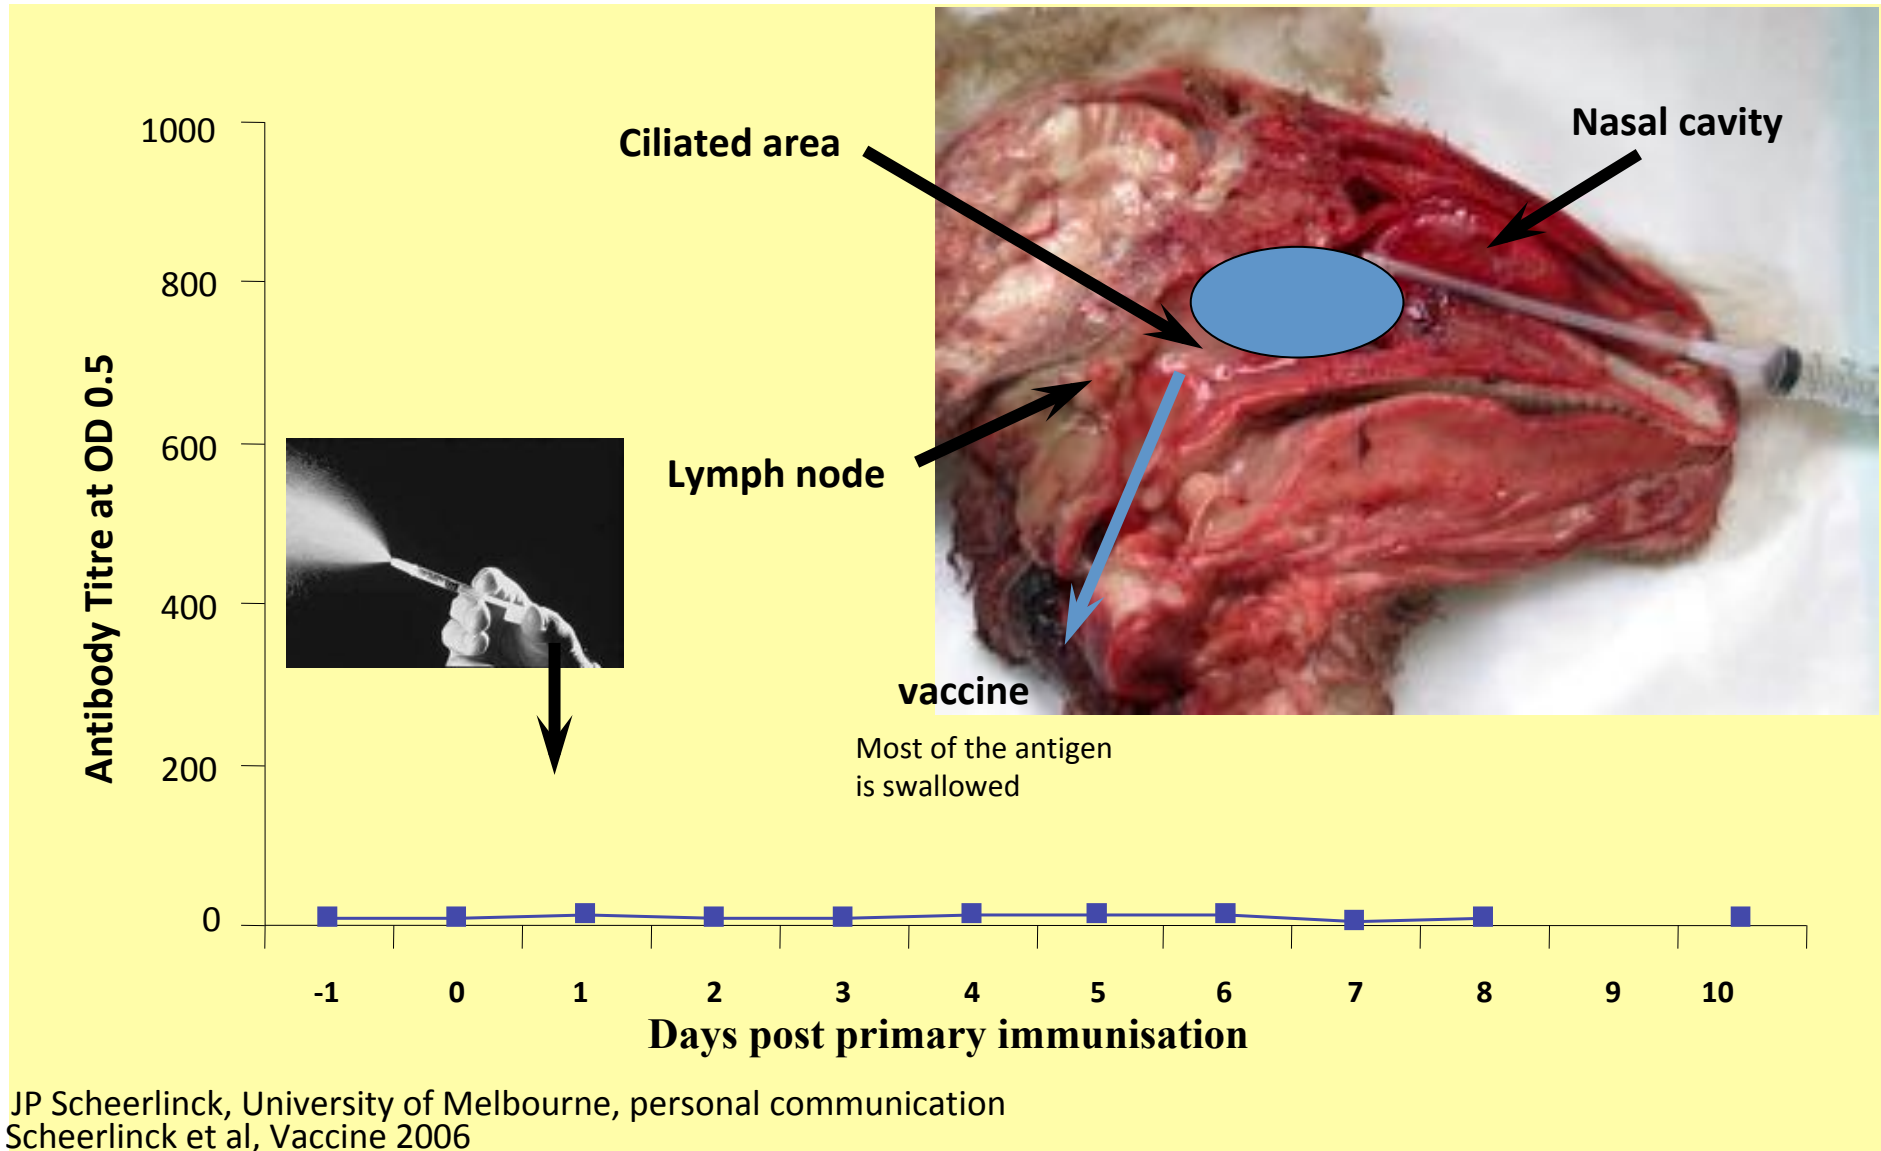 Ciliated area
Nasal cavity
Lymph node
vaccine
Most of the antigen
is swallowed
Antibody Titre at OD 0.5
1000
800
600
400
200
0
-1 0 1 2 3 4 5 6 7 8 9 10
Days post primary immunisation
JP Scheerlinck, University of Melbourne, personal communication
Scheerlinck et al, Vaccine 2006